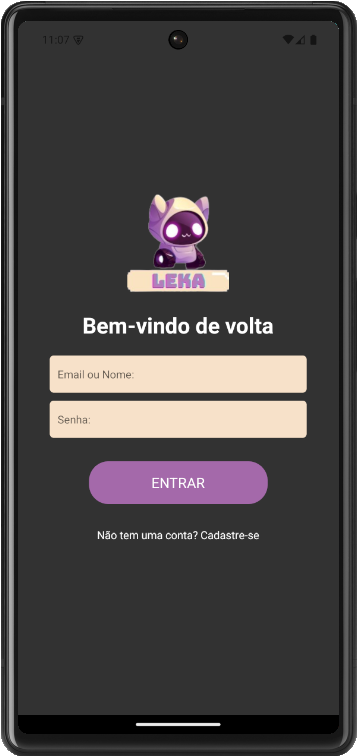 11:07
LEKA
Bem-vindo de volta
Email ou Nome:
Senha:
ENTRAR
Não tem uma conta? Cadastre-se